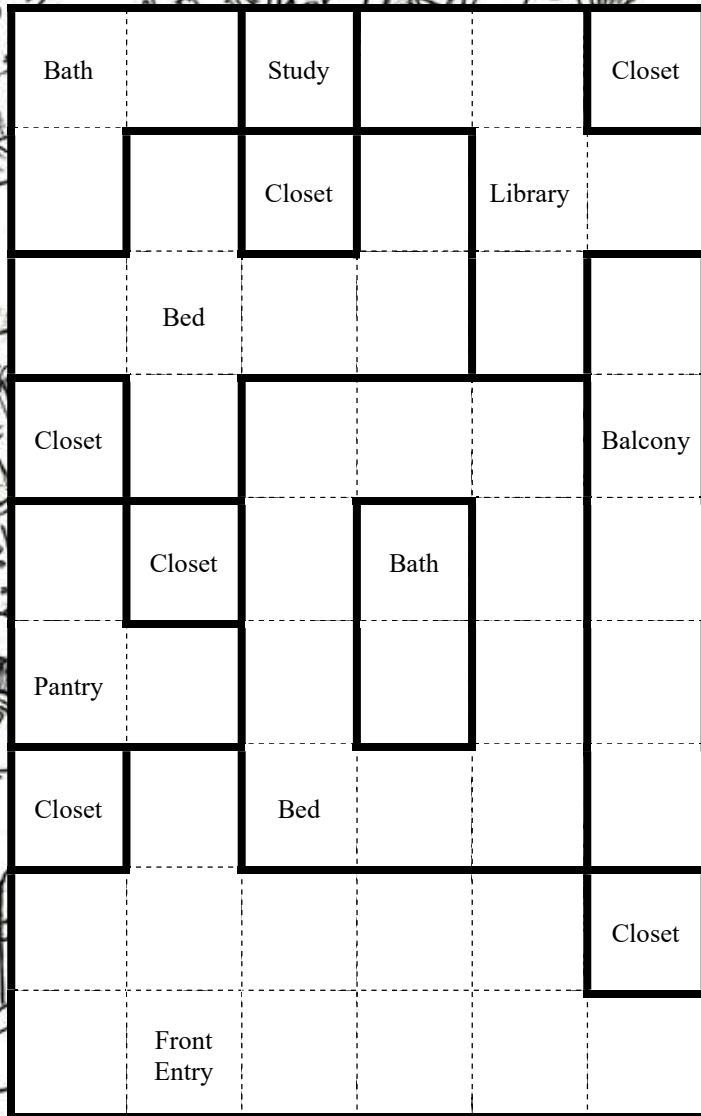 Bath
Study
Closet
Closet
Library
Bed
Closet
Balcony
Closet
Bath
Pantry
Closet
Bed
Closet
Front
Entry